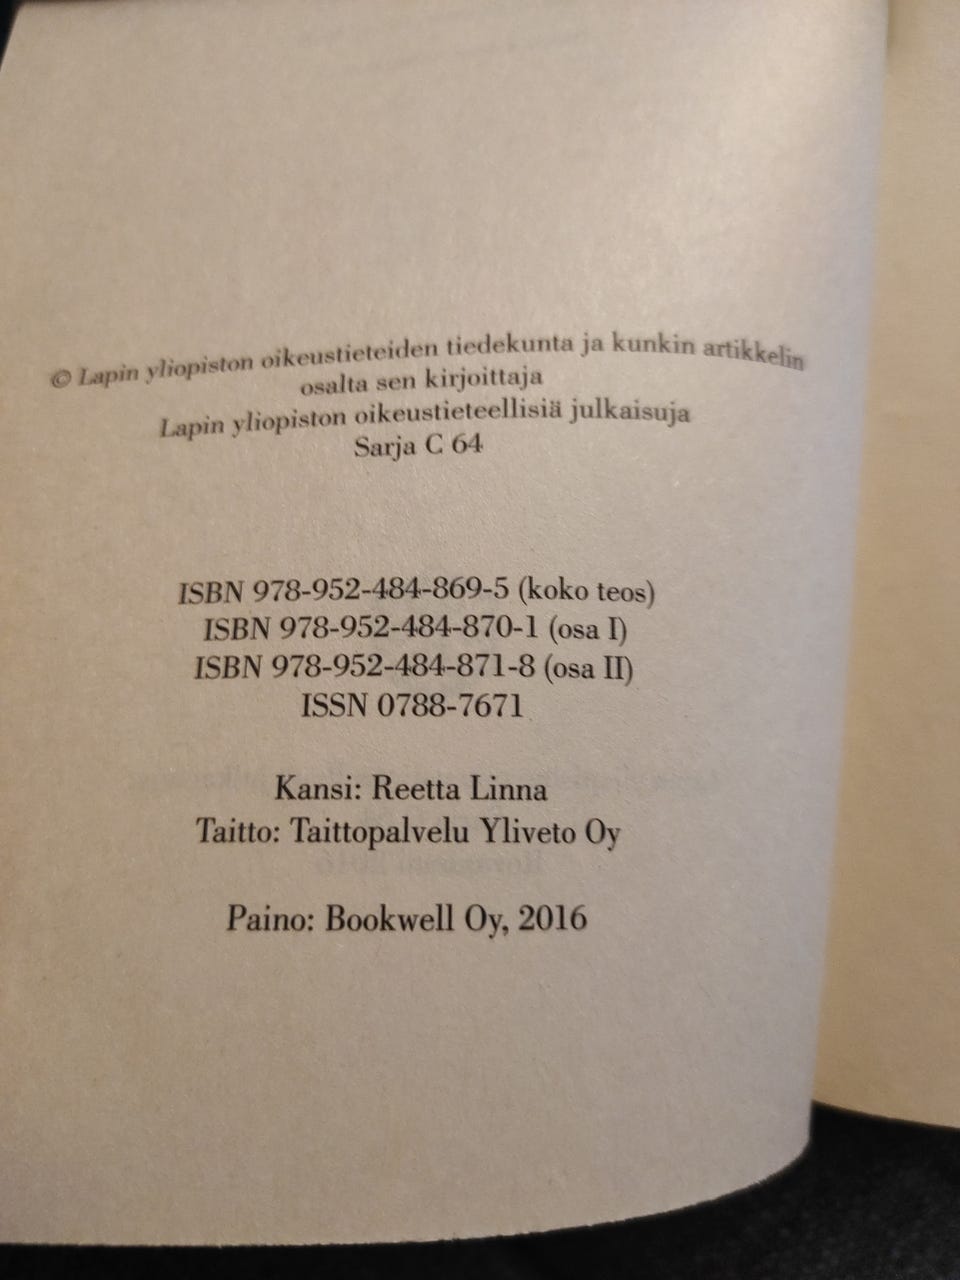 © Lapin yliopiston oikeustieteiden tiedekunta ja kunkin artikkelin
osalta sen kirjoittaja
Lapin yliopiston oikeustieteellisiä julkaisuja
Sarja C 64
ISBN 978-952-484-869-5 (koko teos)
ISBN 978-952-484-870-1 (osa I)
ISBN 978-952-484-871-8 (osa II)
ISSN 0788-7671
Kansi: Reetta Linna
Taitto: Taittopalvelu Yliveto Oy
Paino: Bookwell Oy, 2016